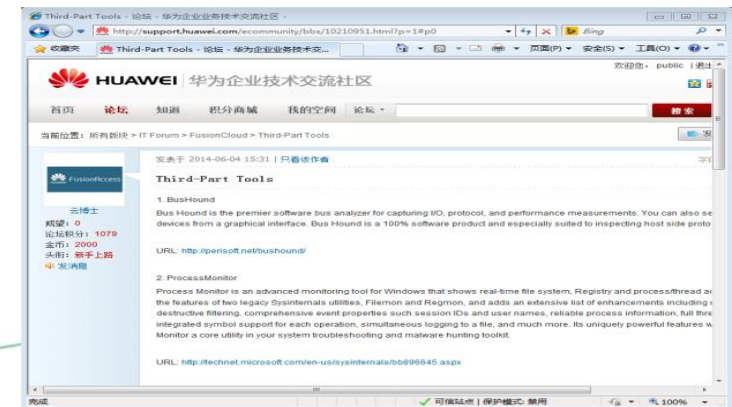 Third-Part Tools - 论坛 - 华为企业业务技术交流社区 -
http://support.huawei.com/ecommunity/bbs/10210951.html?p=1#p0
Bing
收藏夹
Third-Part Tools - 论坛 - 华为企业业务技术交...
页面(P)
安全(S)
工具(O)
欢迎您, public | 退出
HUAWEI 华为企业技术交流社区
首页 论坛 知道 积分商城 我的空间 论坛
搜索
当前位置: 所有版块 > IT Forum > FusionCloud > Third-Part Tools
发表于 2014-06-04 15:31 | 只看该作者
Third-Part Tools
FusionAccess
云博士
威望: 0
论坛积分: 1079
金币: 2000
头衔: 新手上路
发消息
1. BusHound
Bus Hound is the premier software bus analyzer for capturing I/O, protocol, and performance measurements. You can also se
devices from a graphical interface. Bus Hound is a 100% software product and especially suited to inspecting host side proto
URL: http://perisoft.net/bushound/
2. ProcessMonitor
Process Monitor is an advanced monitoring tool for Windows that shows real-time file system, Registry and process/thread a
the features of two legacy Sysinternals utilities, Filemon and Regmon, and adds an extensive list of enhancements including
destructive filtering, comprehensive event properties such session IDs and user names, reliable process information, full thre
integrated symbol support for each operation, simultaneous logging to a file, and much more. Its uniquely powerful features w
Monitor a core utility in your system troubleshooting and malware hunting toolkit.
URL: http://technet.microsoft.com/en-us/sysinternals/bb896645.aspx
完成
可信站点 | 保护模式: 禁用
100%